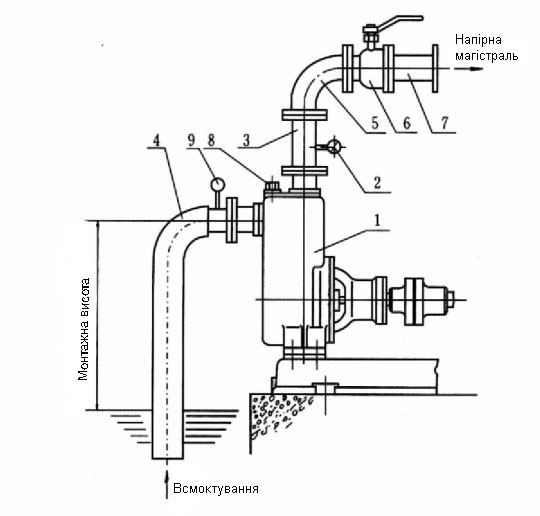 Напірна
магістраль
5
6
7
3
9
8
4
2
1
Монтажна висота
Всмоктування